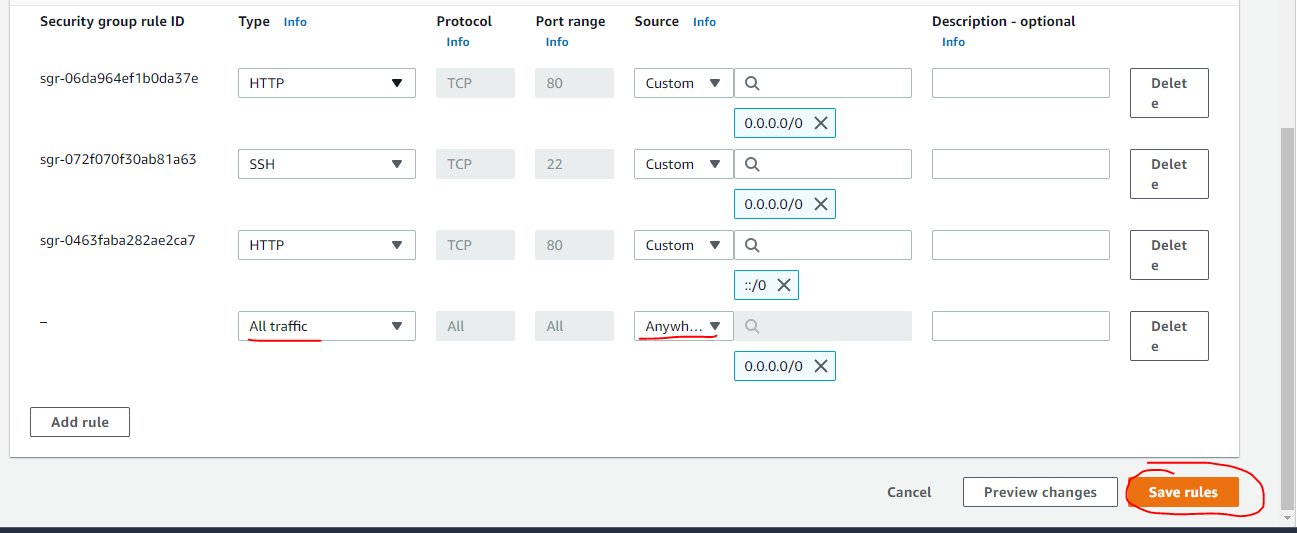 Security group rule ID Type Info Protocol Port range Source Info Description - optional
Info Info Info
sgr-06da964ef1b0da37e HTTP TCP 80 Custom Delet
e
0.0.0.0/0
sgr-072f070f30ab81a63 SSH TCP 22 Custom Delet
e
0.0.0.0/0
sgr-0463faba282ae2ca7 HTTP TCP 80 Custom Delet
e
::/0
– All traffic All All Anywh... Delet
e
0.0.0.0/0
Add rule
Cancel Preview changes Save rules